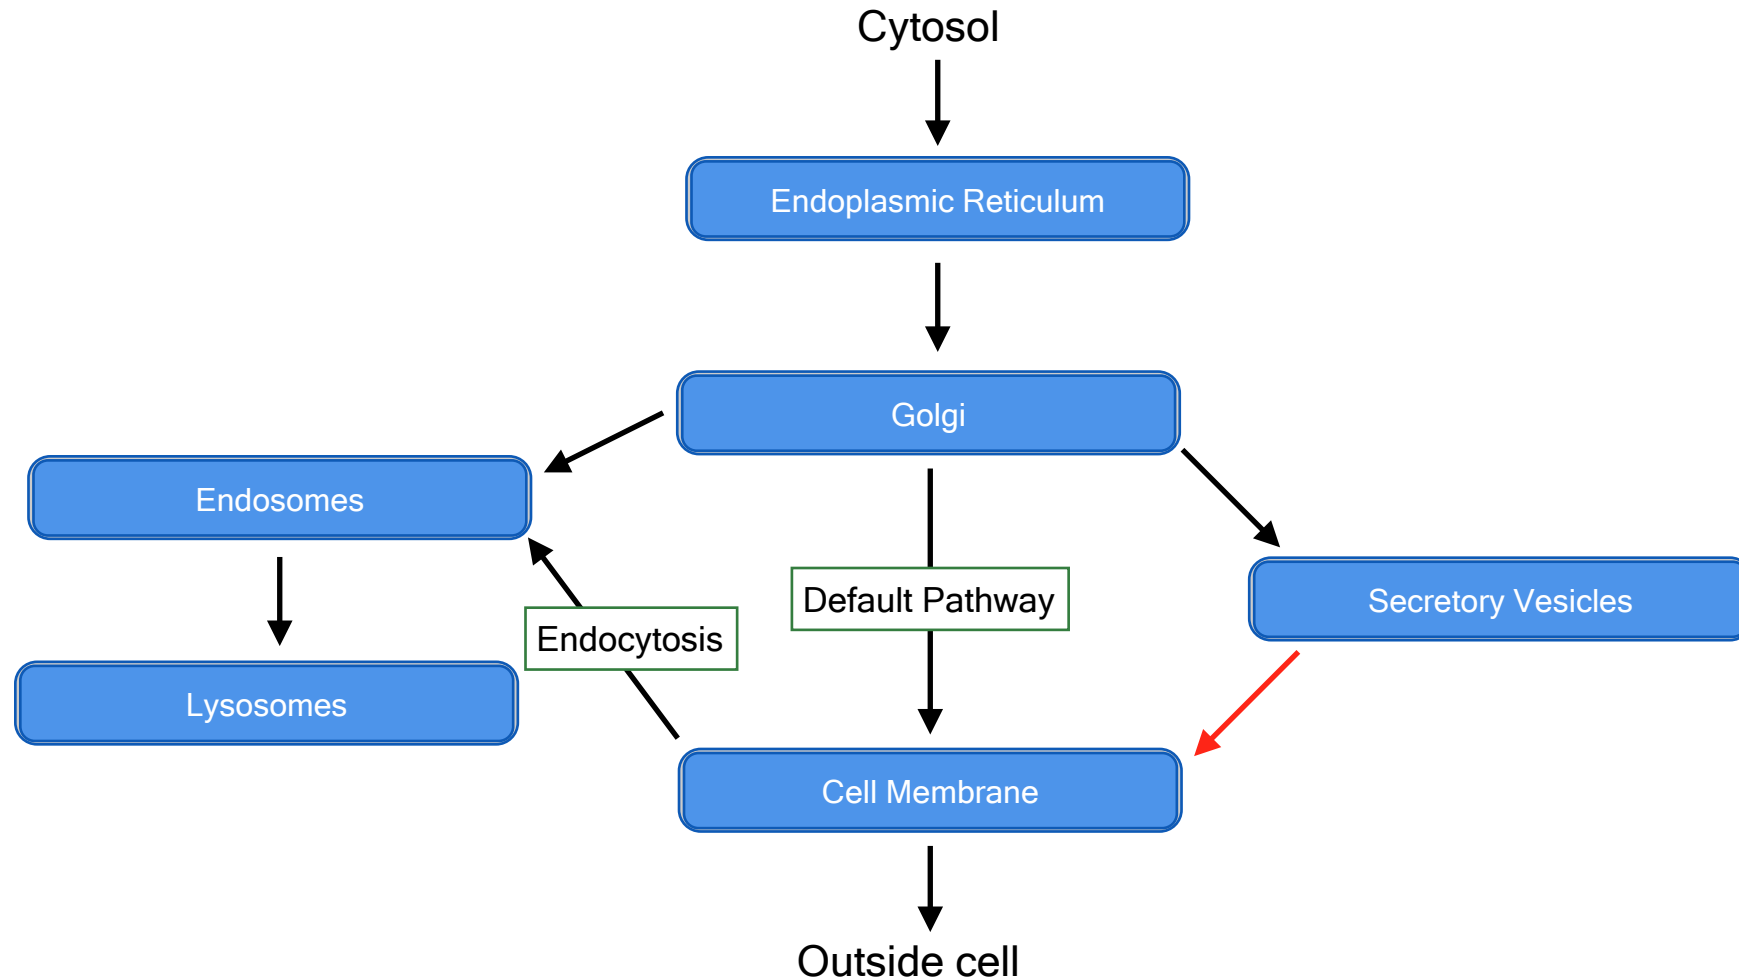 Cytosol
Endoplasmic Reticulum
Golgi
Endosomes
Default Pathway
Secretory Vesicles
Endocytosis
Lysosomes
Cell Membrane
Outside cell